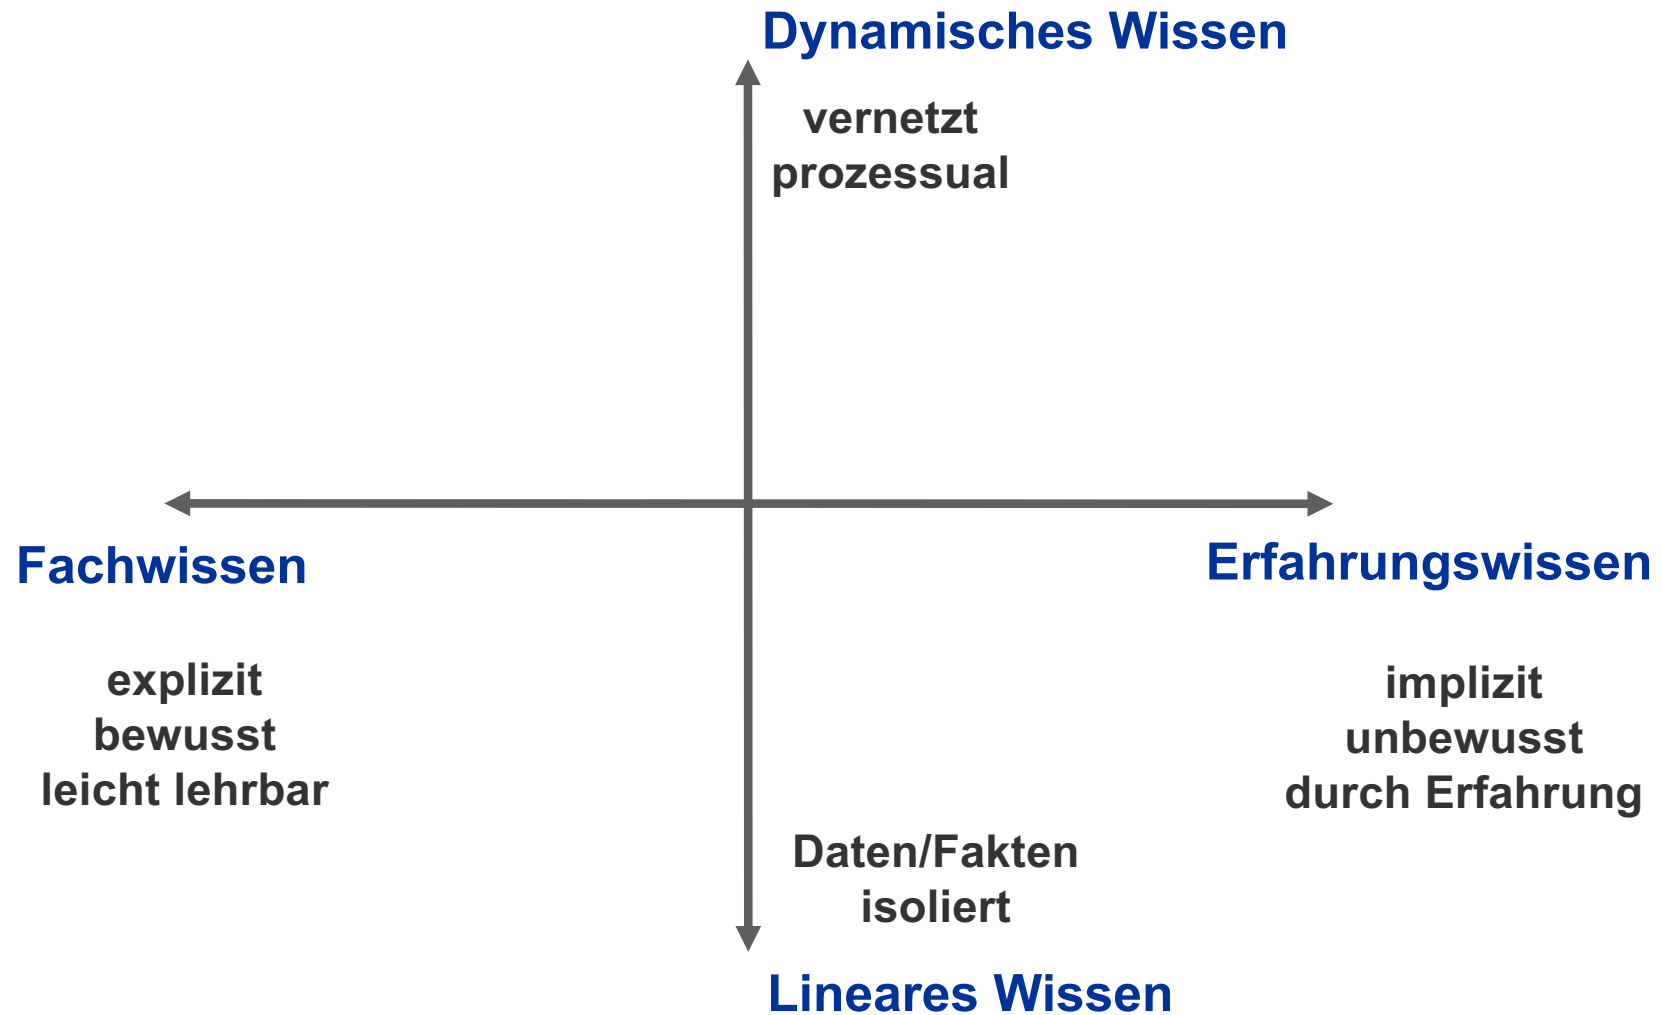 Dynamisches Wissen
vernetzt
prozessual
Fachwissen
explizit
bewusst
leicht lehrbar
Erfahrungswissen
implizit
unbewusst
durch Erfahrung
Daten/Fakten
isoliert
Lineares Wissen